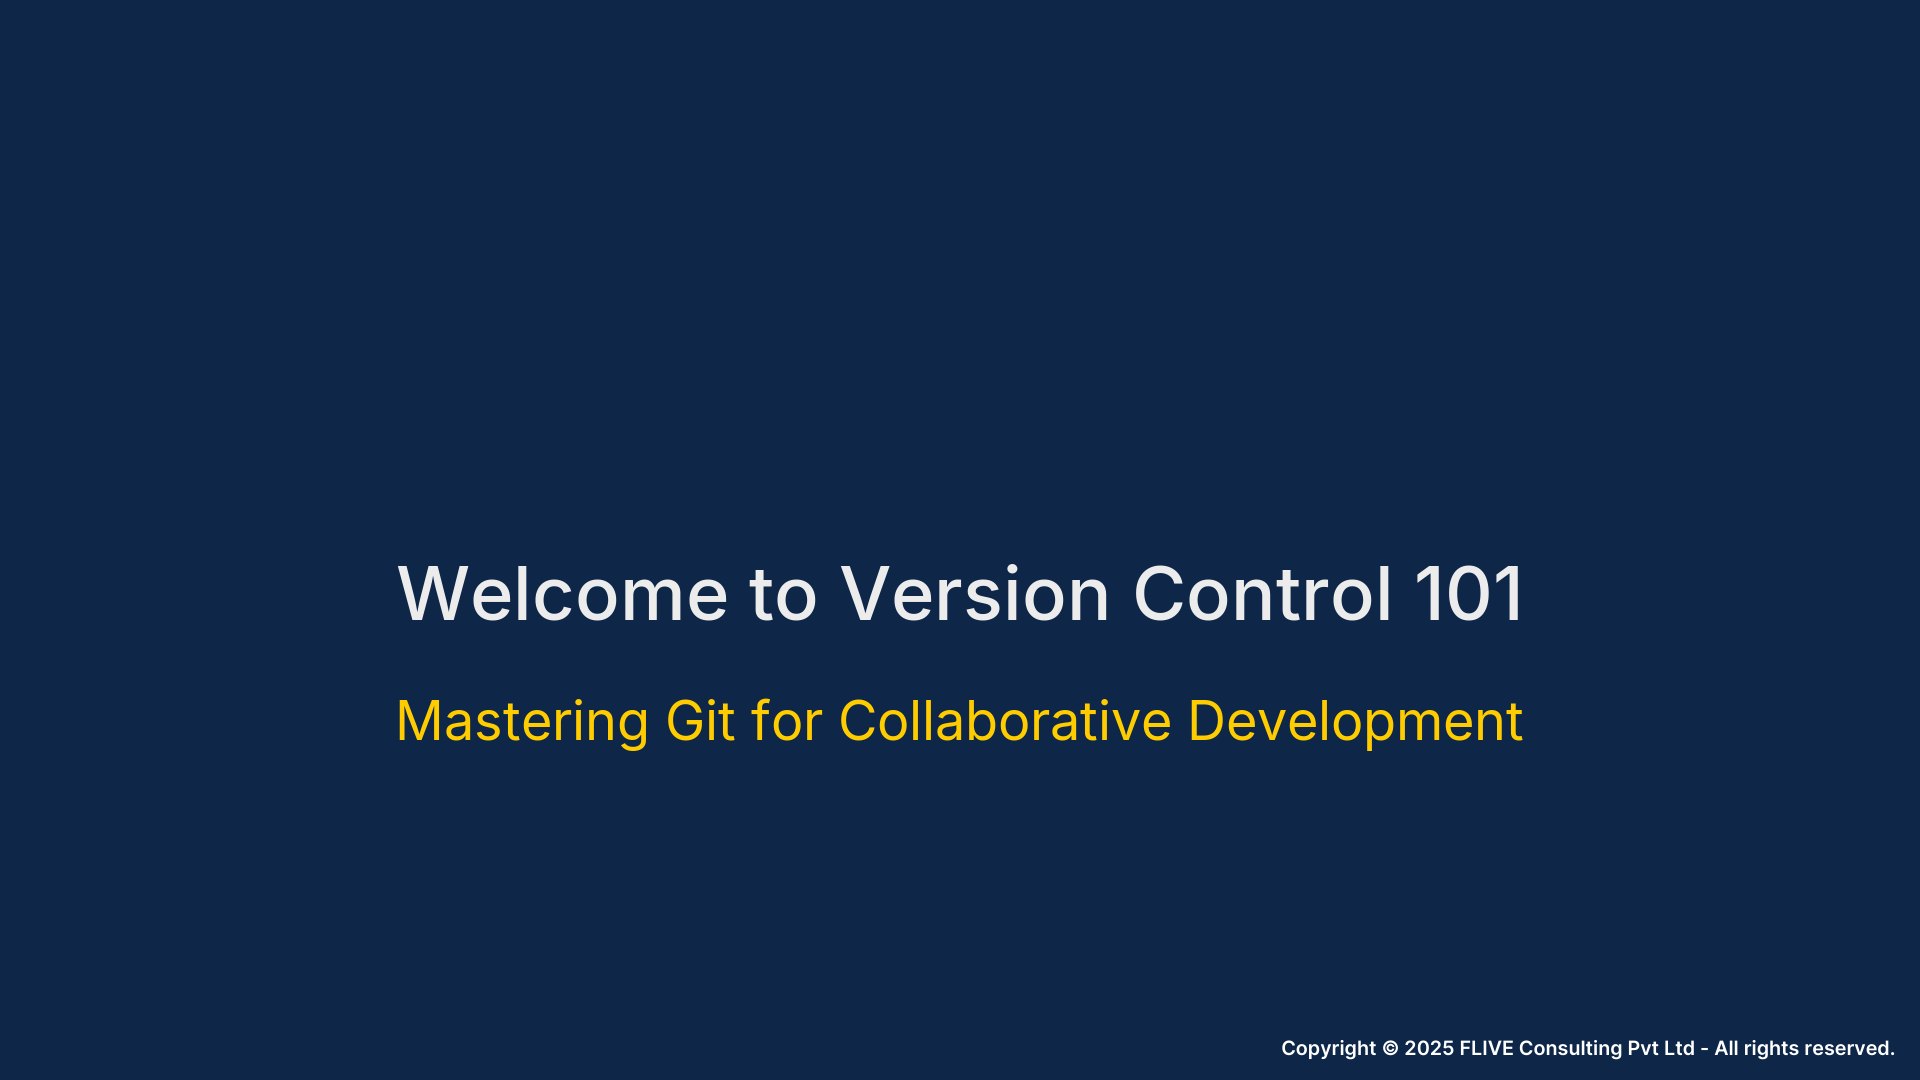 Welcome to Version Control 101
Mastering Git for Collaborative Development
Copyright © 2025 FLIVE Consulting Pvt Ltd - All rights reserved.